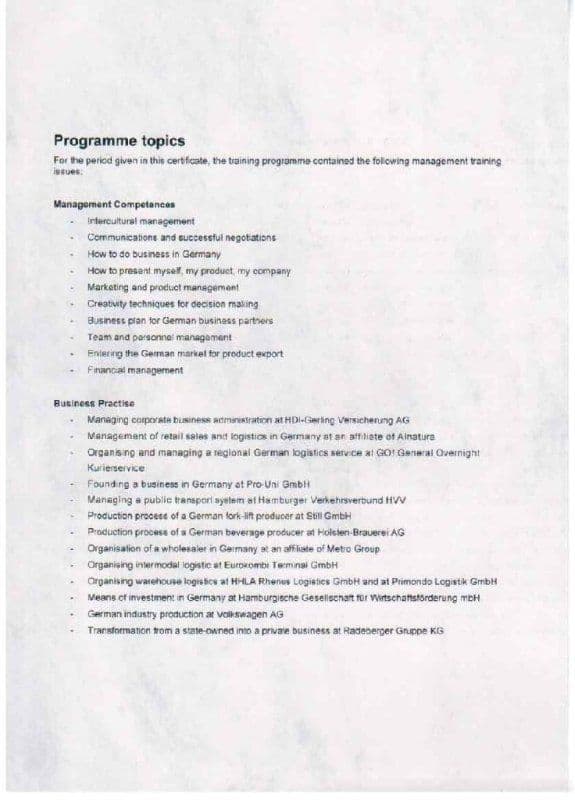 Programme topics
For the period given in this certificate, the training programme contained the following management training
issues:
Management Competences
- Intercultural management
- Communications and successful negotiations
- How to do business in Germany
- How to present myself, my product, my company
- Marketing and product management
- Creativity techniques for decision making
- Business plan for German business partners
- Team and personnel management
- Entering the German market for product export
- Financial management
Business Practise
- Managing corporate business administration at HDI-Gerling Versicherung AG
- Management of retail sales and logistics in Germany at an affiliate of Alnatura
- Organising and managing a regional German logistics service at GO! General Overnight
Kurierservice
- Founding a business in Germany at Pro-Uni GmbH
- Managing a public transport system at Hamburger Verkehrsverbund HVV
- Production process of a German fork-lift producer at Still GmbH
- Production process of a German beverage producer at Holsten-Brauerei AG
- Organisation of a wholesaler in Germany at an affiliate of Metro Group
- Organising intermodal logistic at Eurokombi Terminal GmbH
- Organising warehouse logistics at HHLA Rhenus Logistics GmbH and at Primondo Logistik GmbH
- Means of investment in Germany at Hamburgische Gesellschaft für Wirtschaftsförderung mbH
- German industry production at Volkswagen AG
- Transformation from a state-owned into a private business at Radeberger Gruppe KG